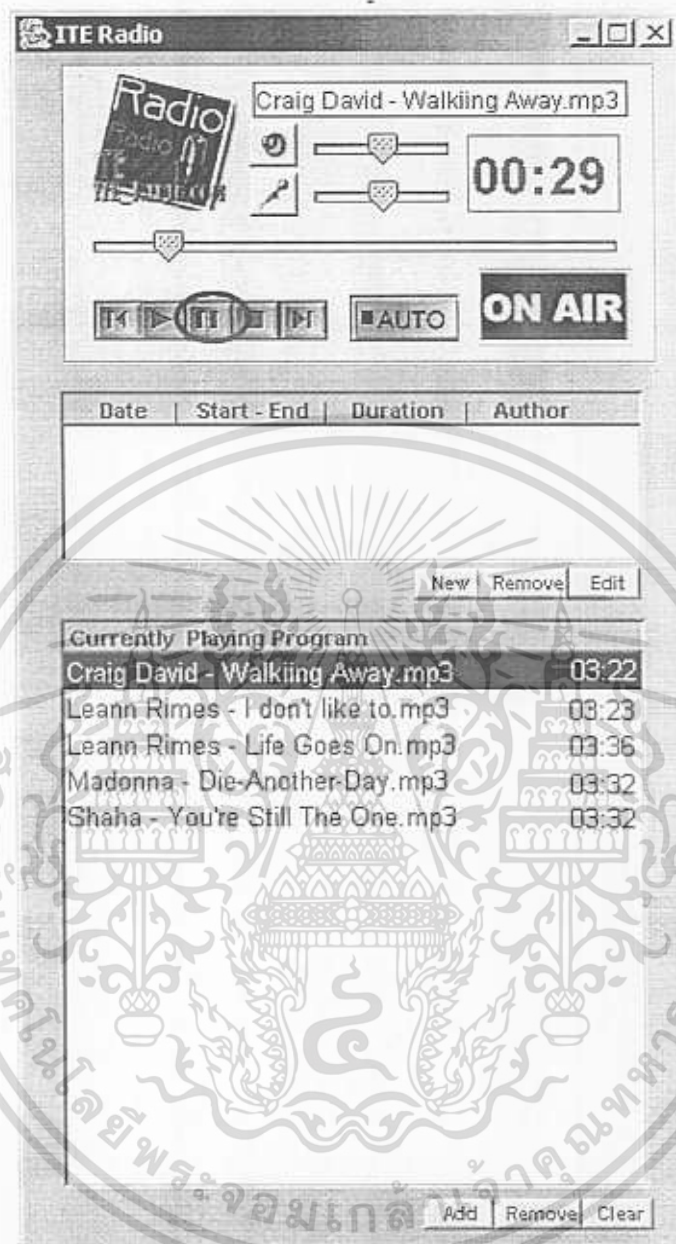 ITE Radio
Radio
Craig David - Walkiing Away.mp3
00:29
AUTO
ON AIR
Date | Start - End | Duration | Author
New Remove Edit
Currently Playing Program
Craig David - Walkiing Away.mp3 03:22
Leann Rimes - I don't like to.mp3 03:23
Leann Rimes - Life Goes On.mp3 03:36
Madonna - Die-Another-Day.mp3 03:32
Shaha - You're Still The One.mp3 03:32
Add Remove Clear